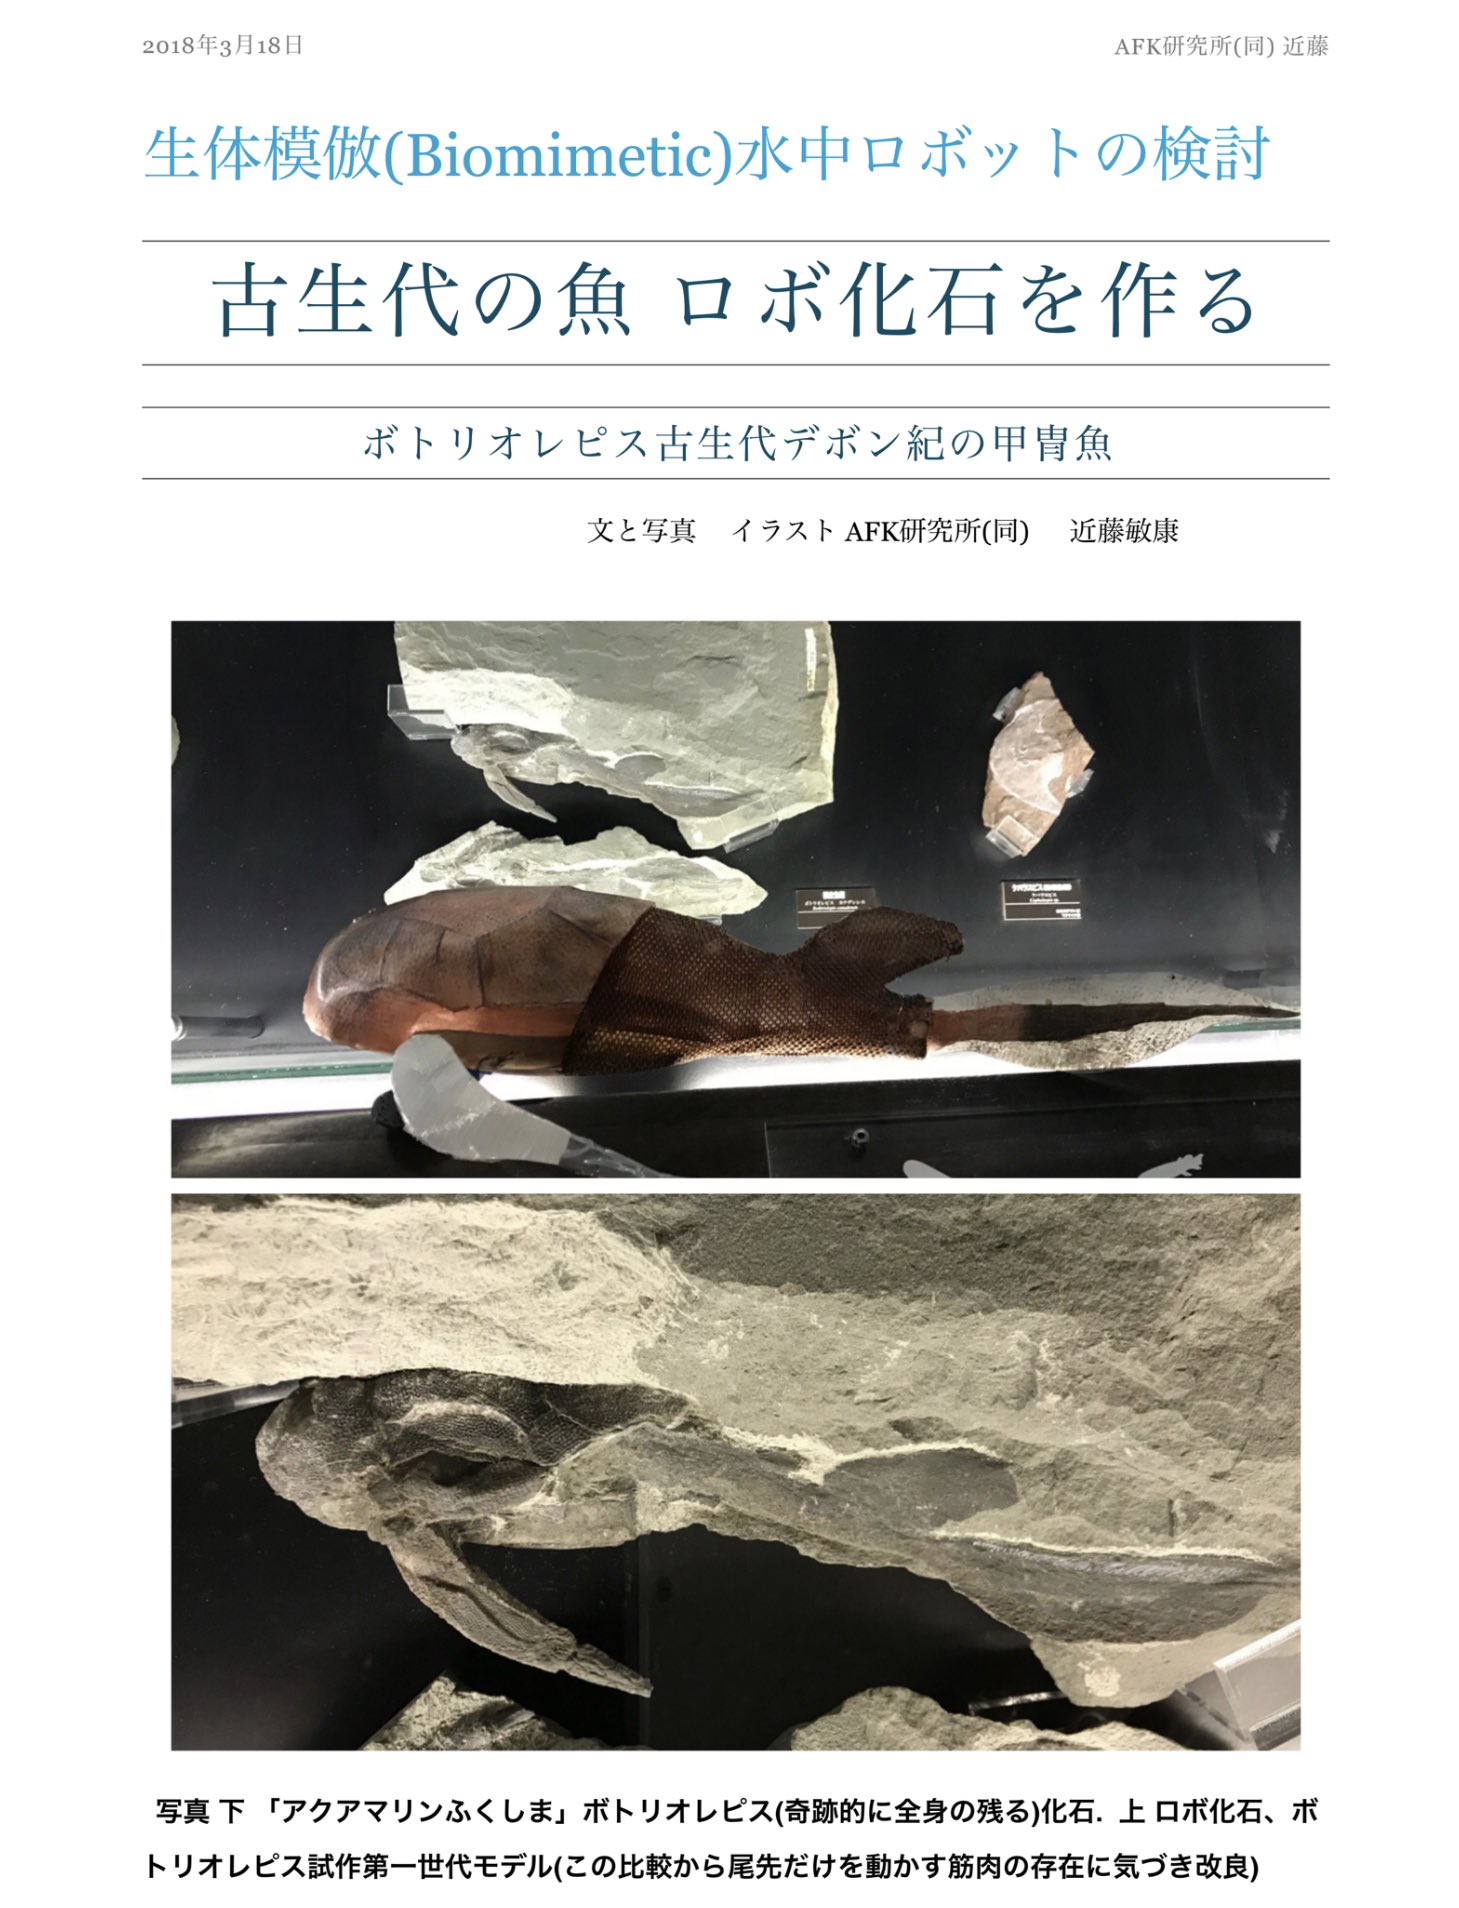 2018年3月18日
AFK研究所(同) 近藤
生体模倣(Biomimetic)水中ロボットの検討
古生代の魚 ロボ化石を作る
ボトリオレピス古生代デボン紀の甲冑魚
文と写真　イラスト AFK研究所(同)　近藤敏康
写真 下 「アクアマリンふくしま」ボトリオレピス(奇跡的に全身の残る)化石. 上 ロボ化石、ボ
トリオレピス試作第一世代モデル(この比較から尾先だけを動かす筋肉の存在に気づき改良)